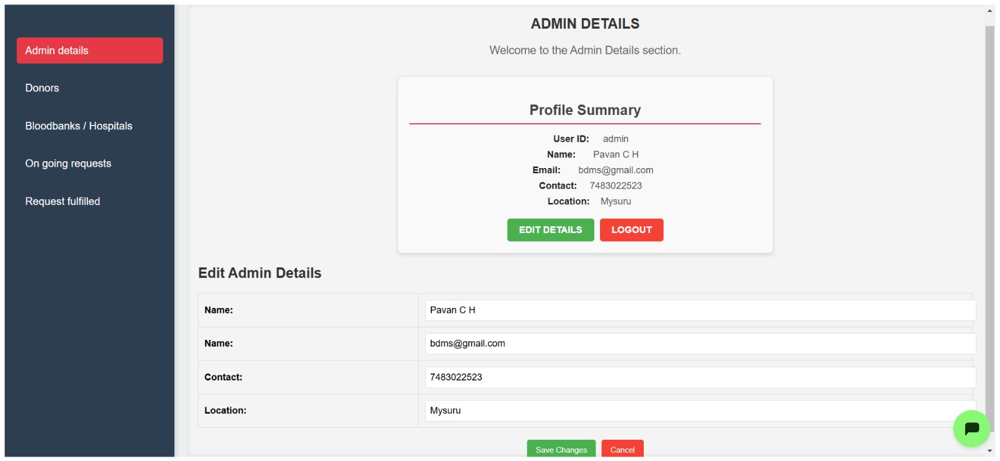 Admin details
Donors
Bloodbanks / Hospitals
On going requests
Request fulfilled
ADMIN DETAILS
Welcome to the Admin Details section.
Profile Summary
User ID: admin
Name: Pavan C H
Email: bdms@gmail.com
Contact: 7483022523
Location: Mysuru
EDIT DETAILS LOGOUT
Edit Admin Details
Name: Pavan C H
Name: bdms@gmail.com
Contact: 7483022523
Location: Mysuru
Save Changes Cancel